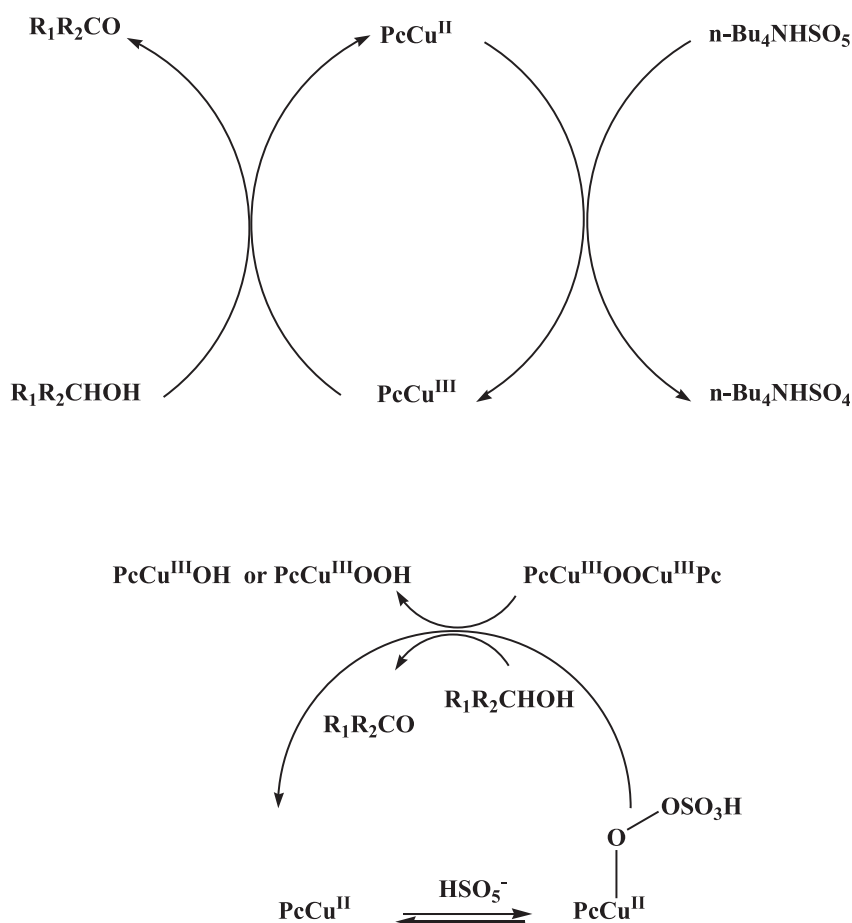 R₁R₂CO PcCuᴵᴵ n-Bu₄NHSO₅
R₁R₂CHOH PcCuᴵᴵᴵ n-Bu₄NHSO₄
PcCuᴵᴵᴵOH or PcCuᴵᴵᴵOOH PcCuᴵᴵᴵOOCuᴵᴵᴵPc
R₁R₂CHOH
R₁R₂CO
OSO₃H
O
HSO₅⁻
PcCuᴵᴵ PcCuᴵᴵ